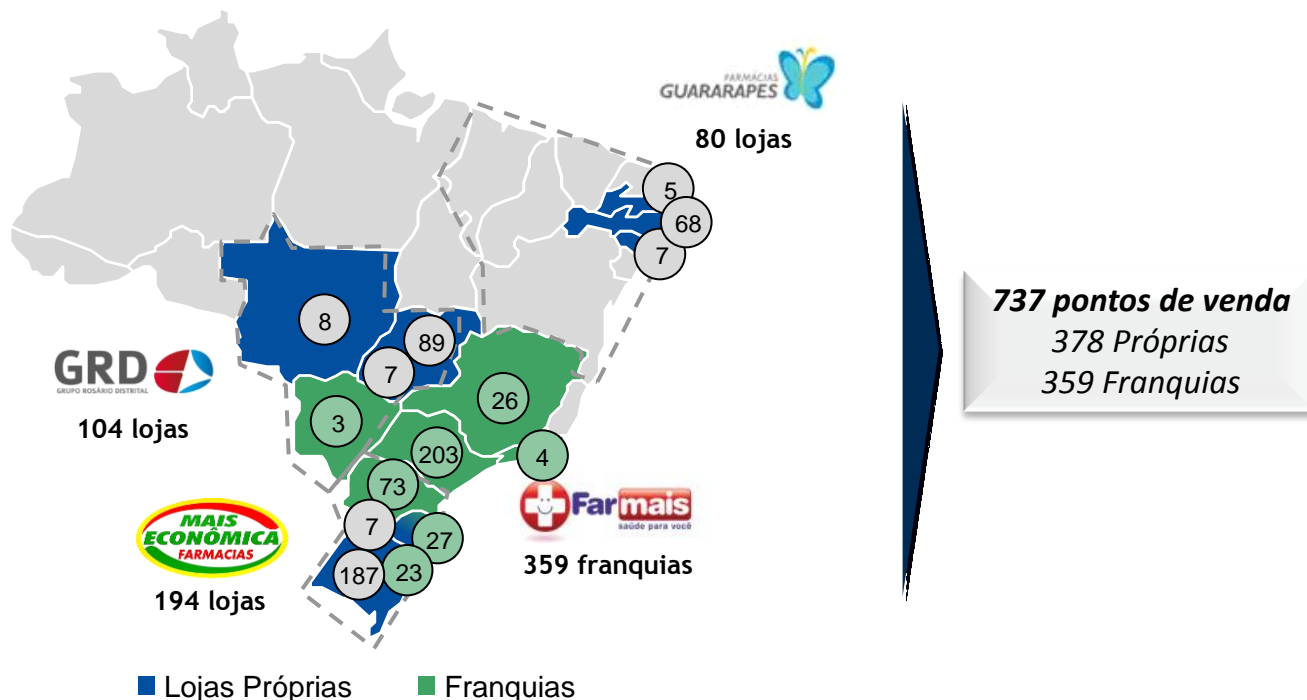 FARMÁCIAS
GUARARAPES
80 lojas
5
68
7
8
89
7
GRD
GRUPO ROSÁRIO DISTRITAL
104 lojas
3
26
203
4
73
7
27
187
23
MAIS
ECONÔMICA
FARMACIAS
194 lojas
Farmais
saúde para você
359 franquias
737 pontos de venda
378 Próprias
359 Franquias
Lojas Próprias
Franquias